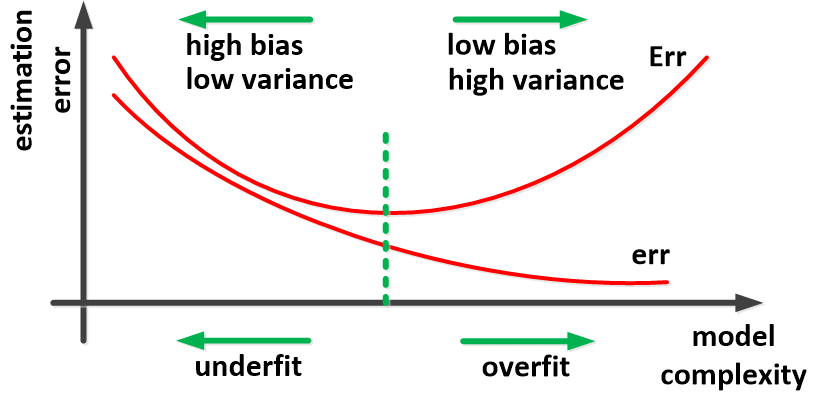 estimation
error
high bias
low variance
low bias
high variance
Err
err
underfit
overfit
model
complexity